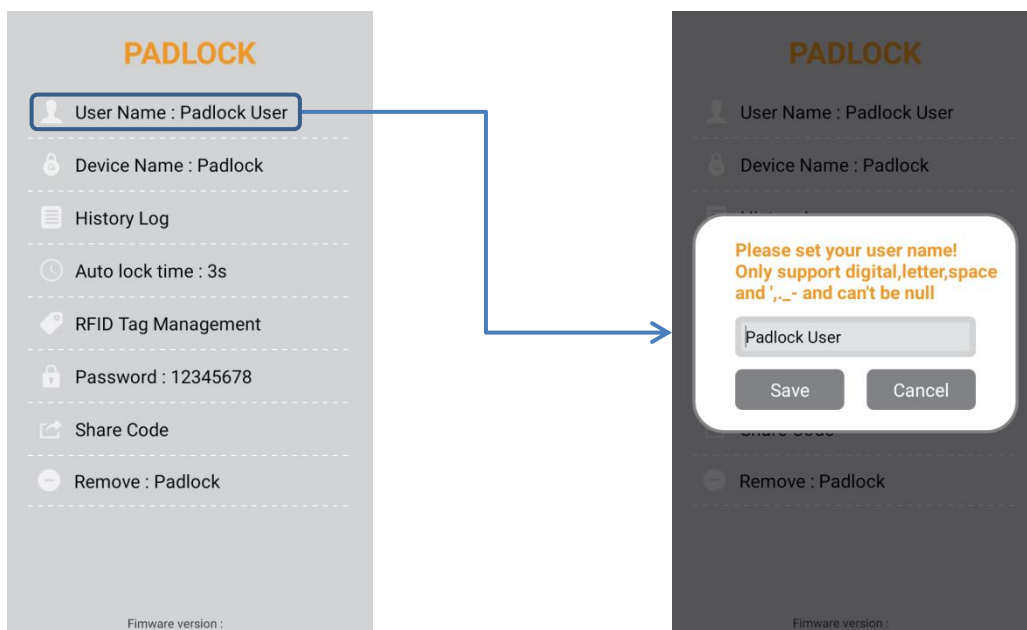 PADLOCK
User Name : Padlock User
Device Name : Padlock
History Log
Auto lock time : 3s
RFID Tag Management
Password : 12345678
Share Code
Remove : Padlock
Fimware version :
PADLOCK
User Name : Padlock User
Device Name : Padlock
Please set your user name!
Only support digital,letter,space
and ',._- and can't be null
Padlock User
Save Cancel
Share Code
Remove : Padlock
Fimware version :